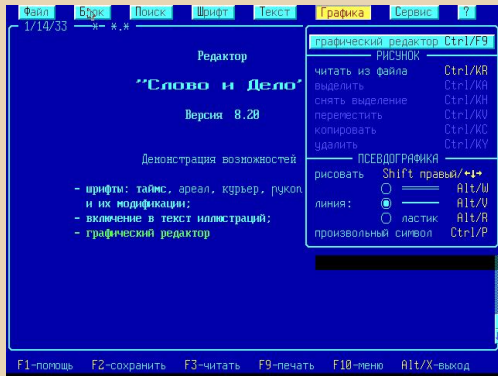 Файл Блок Поиск Шрифт Текст Графика Сервис ?
1/14/33 *- *.*
графический редактор Ctrl/F9
РИСУНОК
читать из файла Ctrl/KR
выделить Ctrl/KA
снять выделение Ctrl/KH
переместить Ctrl/KV
копировать Ctrl/KC
удалить Ctrl/KY
ПСЕВДОГРАФИКА
рисовать Shift правый/←↕→
Alt/W
линия: Alt/V
ластик Alt/R
произвольный символ Ctrl/P
Редактор
"Слово и Дело"
Версия 8.20
Демонстрация возможностей
- шрифты: таймс, ареал, курьер, рукоп
и их модификации;
- включение в текст иллюстраций;
- графический редактор
F1-помощь F2-сохранить F3-читать F9-печать F10-меню Alt/X-выход